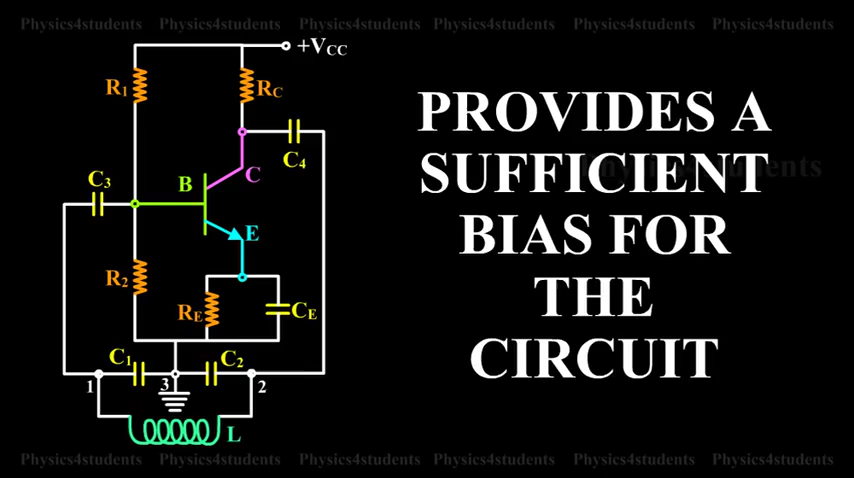 Physics4students Physics4students Physics4students Physics4students Physics4students Physics4students
+VCC
R1
RC
C4
C3
B
C
E
R2
RE
CE
C1
C2
1
3
2
L
PROVIDES A
SUFFICIENT
BIAS FOR
THE
CIRCUIT
Physics4students
Physics4students Physics4students Physics4students Physics4students Physics4students Physics4students